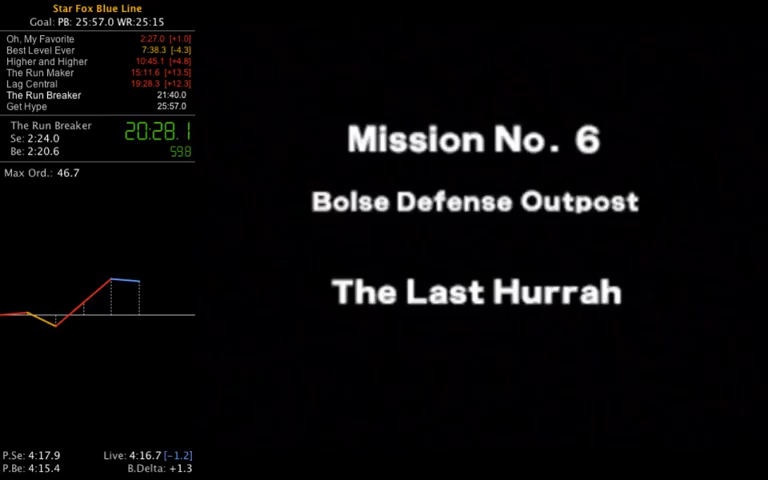 Star Fox Blue Line
Goal: PB: 25:57.0 WR:25:15
Oh, My Favorite 2:27.0 [+1.0]
Best Level Ever 7:38.3 [-4.3]
Higher and Higher 10:45.1 [+4.8]
The Run Maker 15:11.6 [+13.5]
Lag Central 19:28.3 [+12.3]
The Run Breaker 21:40.0
Get Hype 25:57.0
The Run Breaker 20:28.1
Se: 2:24.0
Be: 2:20.6 59.8
Max Ord.: 46.7
Mission No. 6
Bolse Defense Outpost
The Last Hurrah
P.Se: 4:17.9 Live: 4:16.7 [-1.2]
P.Be: 4:15.4 B.Delta: +1.3